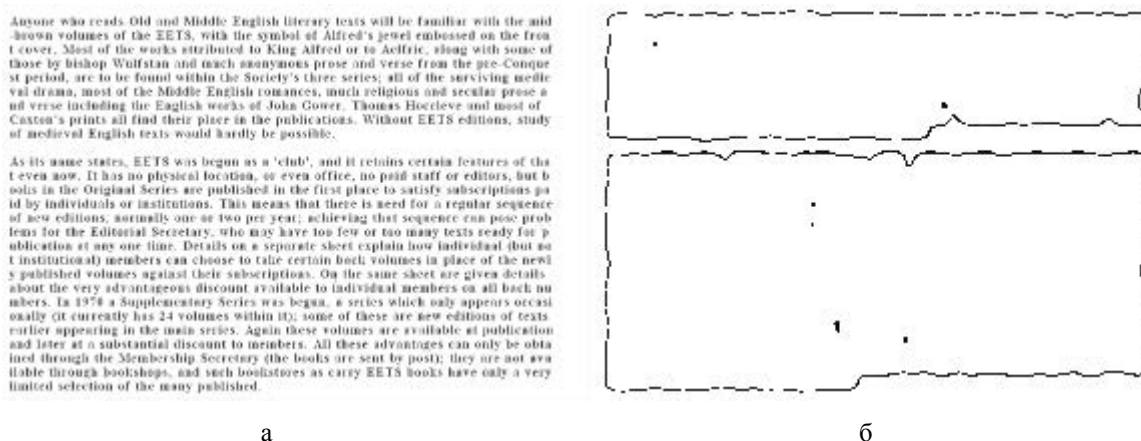 Anyone who reads Old and Middle English literary texts will be familiar with the mid
-brown volumes of the EETS, with the symbol of Alfred's jewel embossed on the fron
t cover. Most of the works attributed to King Alfred or to Aelfric, along with some of
those by bishop Wulfstan and much anonymous prose and verse from the pre-Conque
st period, are to be found within the Society's three series; all of the surviving medie
val drama, most of the Middle English romances, much religious and secular prose a
nd verse including the English works of John Gower, Thomas Hoccleve and most of
Caxton's prints all find their place in the publications. Without EETS editions, study
of medieval English texts would hardly be possible.
As its name states, EETS was begun as a 'club', and it retains certain features of tha
t even now. It has no physical location, or even office, no paid staff or editors, but b
ooks in the Original Series are published in the first place to satisfy subscriptions pa
id by individuals or institutions. This means that there is need for a regular sequence
of new editions, normally one or two per year; achieving that sequence can pose prob
lems for the Editorial Secretary, who may have too few or too many texts ready for p
ublication at any one time. Details on a separate sheet explain how individual (but no
t institutional) members can choose to take certain back volumes in place of the newl
y published volumes against their subscriptions. On the same sheet are given details
about the very advantageous discount available to individual members on all back nu
mbers. In 1970 a Supplementary Series was begun, a series which only appears occasi
onally (it currently has 24 volumes within it); some of these are new editions of texts
earlier appearing in the main series. Again these volumes are available at publication
and later at a substantial discount to members. All these advantages can only be obta
ined through the Membership Secretary (the books are sent by post); they are not ava
ilable through bookshops, and such bookstores as carry EETS books have only a very
limited selection of the many published.
а
б